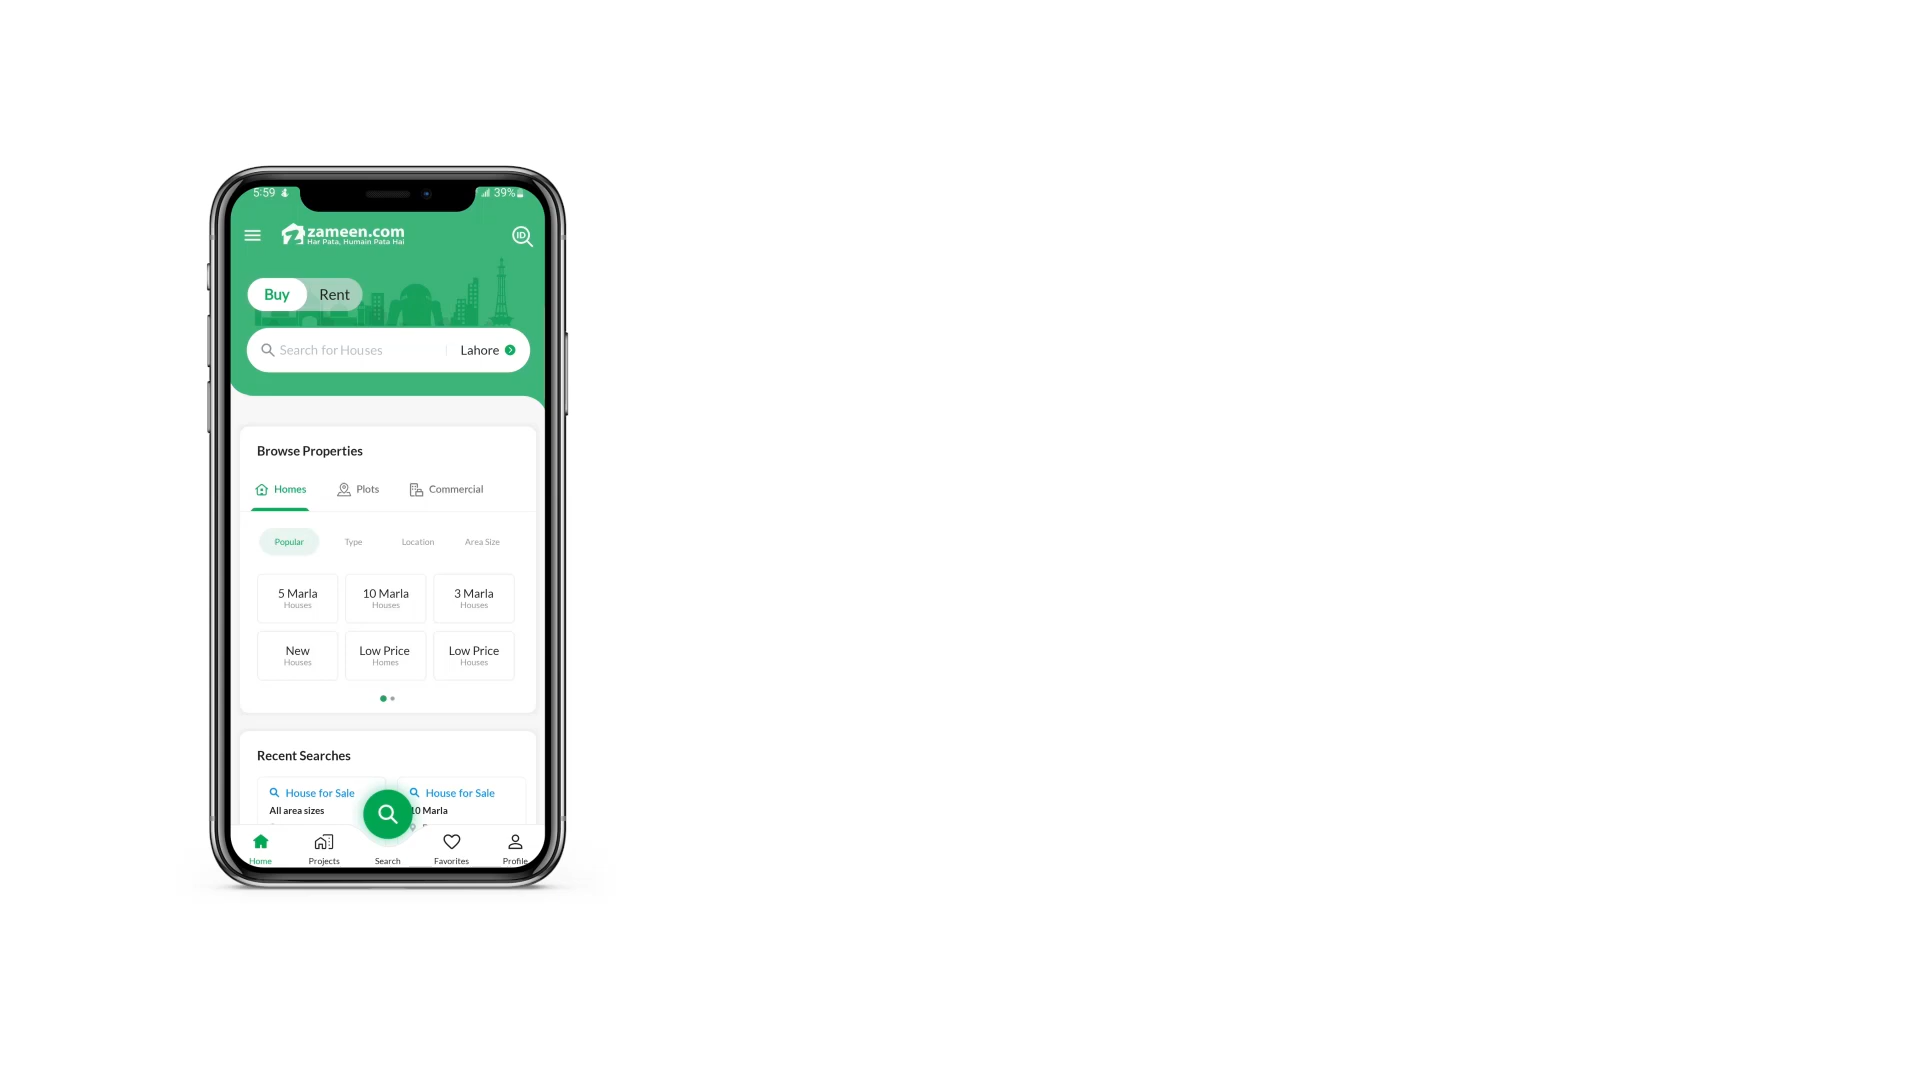 5:59
39%
zameen.com
Har Pata, Humain Pata Hai
ID
Buy Rent
Search for Houses Lahore
Browse Properties
Homes Plots Commercial
Popular Type Location Area Size
5 Marla 10 Marla 3 Marla
Houses Houses Houses
New Low Price Low Price
Houses Homes Houses
Recent Searches
House for Sale House for Sale
All area sizes 10 Marla
Home Projects Search Favorites Profile